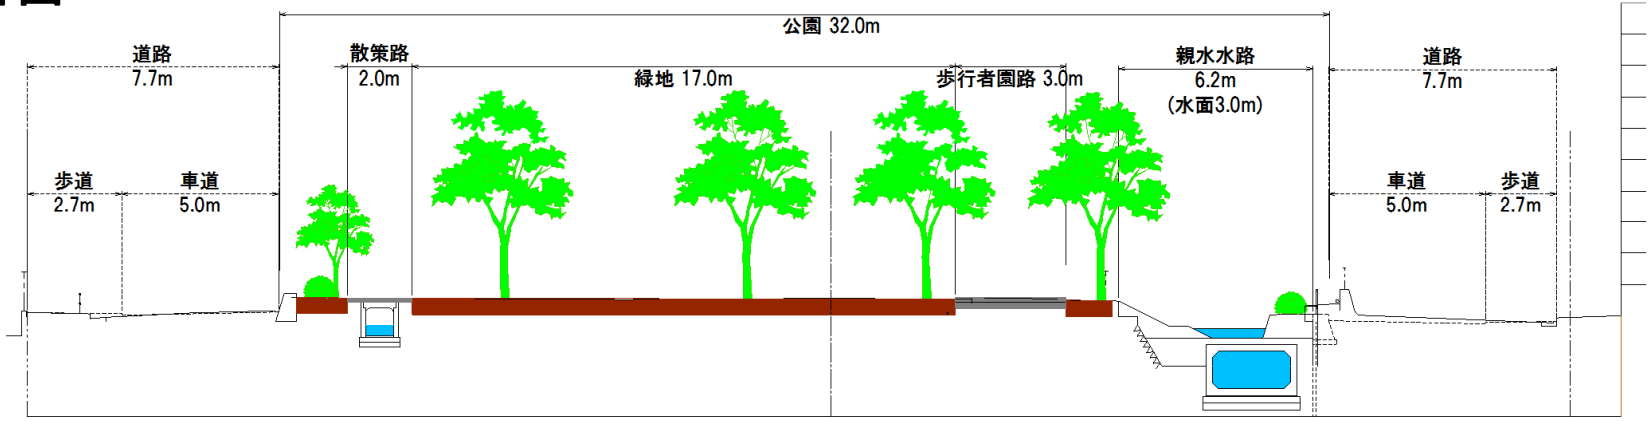 公園 32.0m
道路
7.7m
散策路
2.0m
緑地 17.0m
歩行者園路 3.0m
親水水路
6.2m
(水面3.0m)
道路
7.7m
歩道
2.7m
車道
5.0m
車道
5.0m
歩道
2.7m